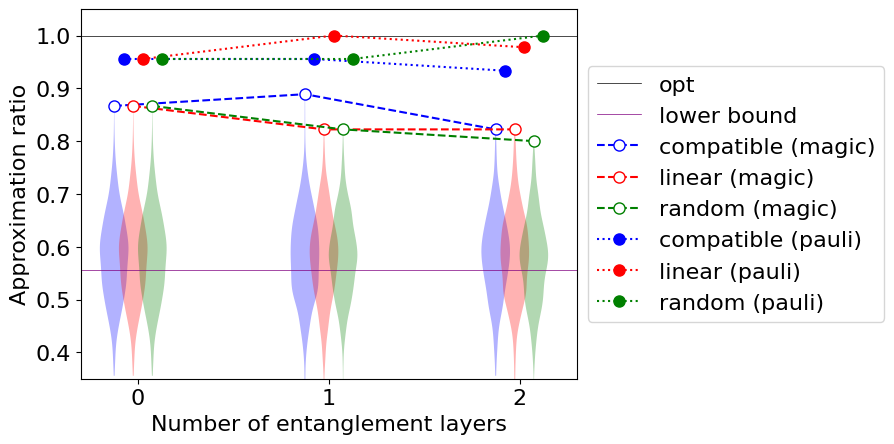 1.0
0.9
0.8
0.7
0.6
0.5
0.4
Approximation ratio
0 1 2
Number of entanglement layers
opt
lower bound
compatible (magic)
linear (magic)
random (magic)
compatible (pauli)
linear (pauli)
random (pauli)